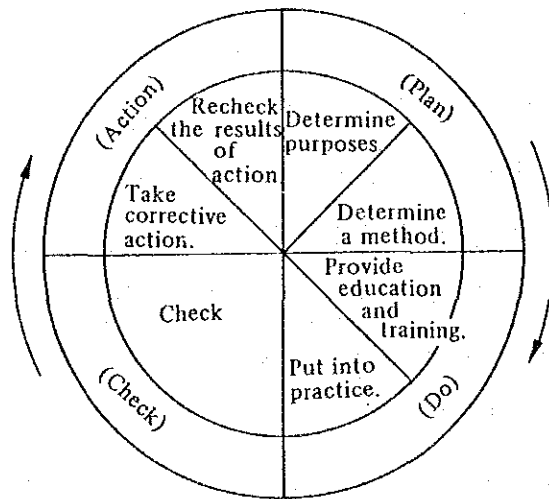 (Plan)
Determine
purposes
Determine
a method.
Provide
education
and
training.
Put into
practice.
(Do)
Check
(Check)
Take
corrective
action.
Recheck
the results
of
action
(Action)